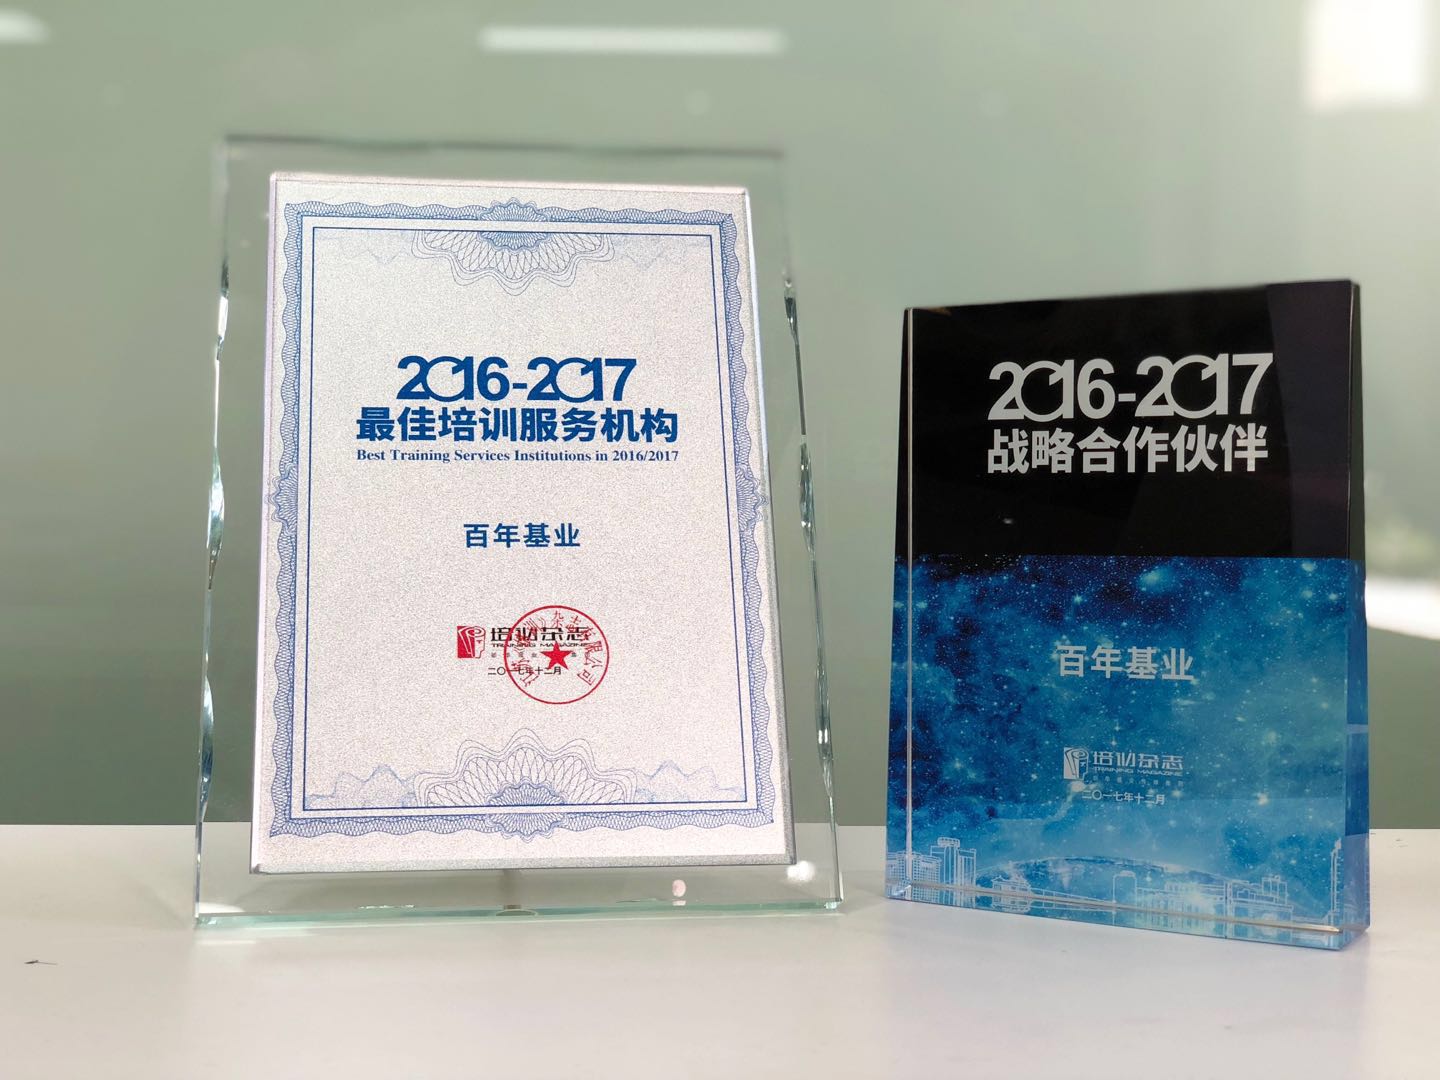 2016-2017
最佳培训服务机构
Best Training Services Institutions in 2016/2017
百年基业
培训杂志
TRAINING MAGAZINE
二〇一七年十二月
2016-2017
战略合作伙伴
百年基业
培训杂志
TRAINING MAGAZINE
二〇一七年十二月